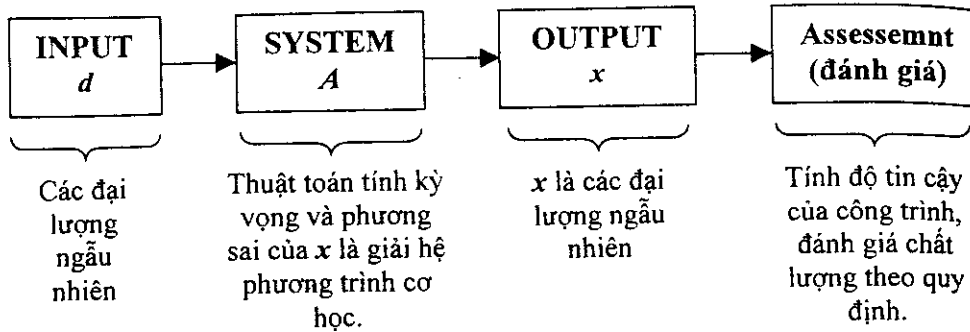 INPUT
d
SYSTEM
A
OUTPUT
x
Assessemnt
(đánh giá)
Các đại
lượng
ngẫu
nhiên
Thuật toán tính kỳ
vọng và phương
sai của x là giải hệ
phương trình cơ
học.
x là các đại
lượng ngẫu
nhiên
Tính độ tin cậy
của công trình,
đánh giá chất
lượng theo quy
định.